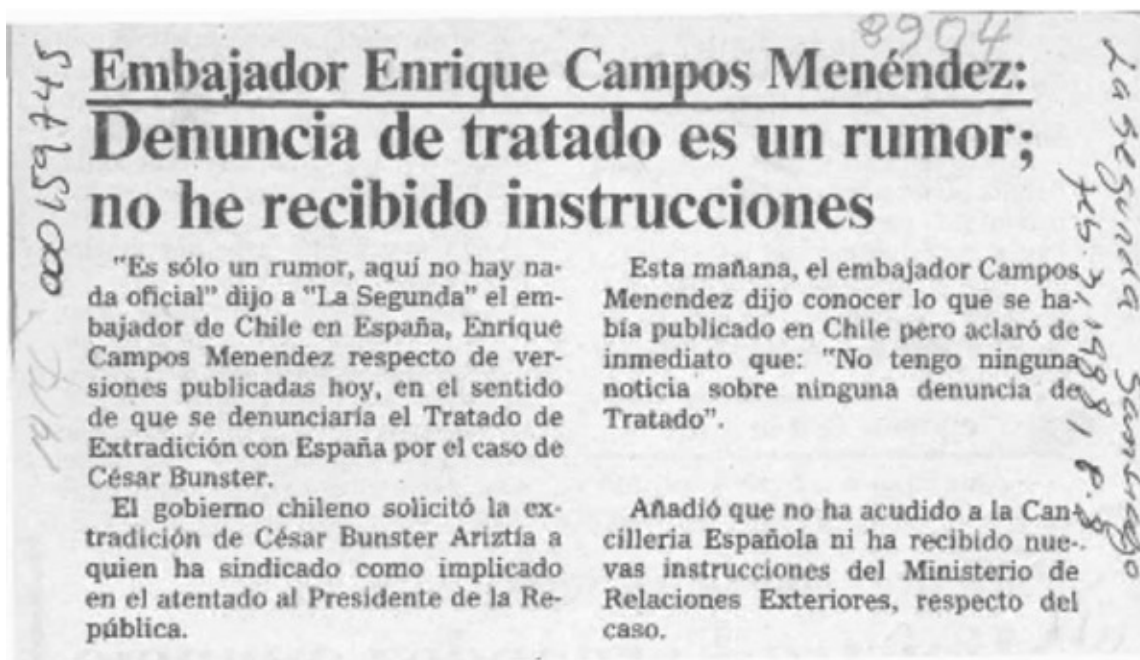 8904
Embajador Enrique Campos Menéndez:
Denuncia de tratado es un rumor;
no he recibido instrucciones
"Es sólo un rumor, aquí no hay na-
da oficial" dijo a "La Segunda" el em-
bajador de Chile en España, Enrique
Campos Menendez respecto de ver-
siones publicadas hoy, en el sentido
de que se denunciaría el Tratado de
Extradición con España por el caso de
César Bunster.
El gobierno chileno solicitó la ex-
tradición de César Bunster Ariztía a
quien ha sindicado como implicado
en el atentado al Presidente de la Re-
pública.
Esta mañana, el embajador Campos
Menendez dijo conocer lo que se ha-
bía publicado en Chile pero aclaró de
inmediato que: "No tengo ninguna
noticia sobre ninguna denuncia de
Tratado".
Añadió que no ha acudido a la Can-
cillería Española ni ha recibido nue-
vas instrucciones del Ministerio de
Relaciones Exteriores, respecto del
caso.
000159745
La Segunda Santiago